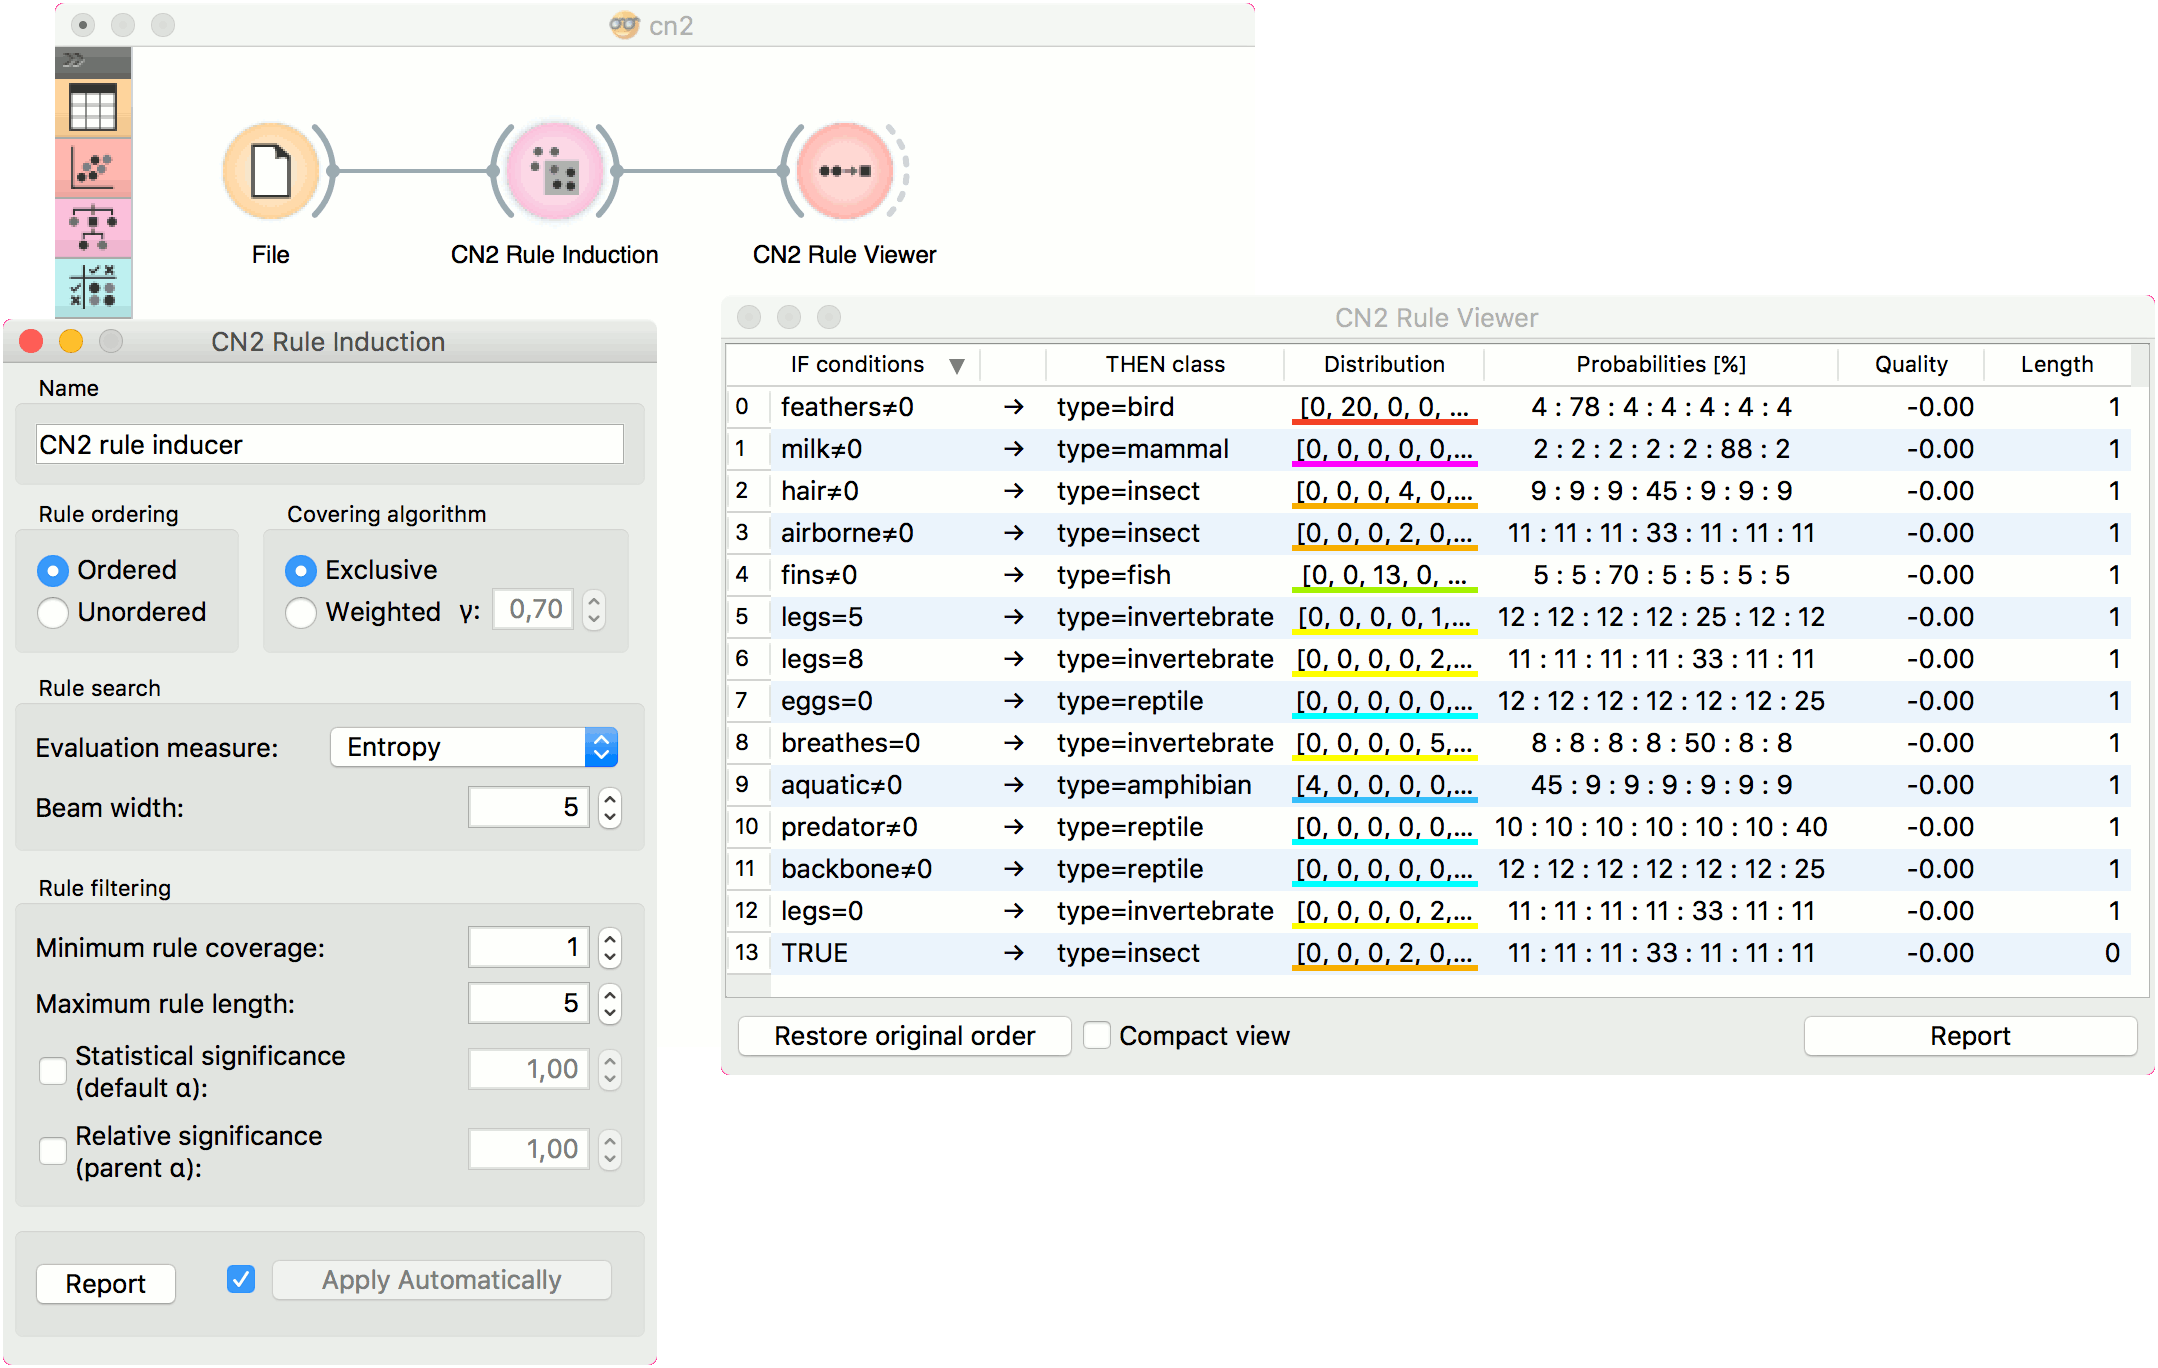 cn2
File
CN2 Rule Induction
CN2 Rule Viewer
CN2 Rule Induction
Name
CN2 rule inducer
Rule ordering
Covering algorithm
Ordered
Exclusive
Unordered
Weighted γ: 0,70
Rule search
Evaluation measure: Entropy
Beam width: 5
Rule filtering
Minimum rule coverage: 1
Maximum rule length: 5
Statistical significance
(default α): 1,00
Relative significance
(parent α): 1,00
Report
Apply Automatically
CN2 Rule Viewer
IF conditions THEN class Distribution Probabilities [%] Quality Length
0 feathers≠0 → type=bird [0, 20, 0, 0, ... 4 : 78 : 4 : 4 : 4 : 4 : 4 -0.00 1
1 milk≠0 → type=mammal [0, 0, 0, 0, 0,... 2 : 2 : 2 : 2 : 2 : 88 : 2 -0.00 1
2 hair≠0 → type=insect [0, 0, 0, 4, 0,... 9 : 9 : 9 : 45 : 9 : 9 : 9 -0.00 1
3 airborne≠0 → type=insect [0, 0, 0, 2, 0,... 11 : 11 : 11 : 33 : 11 : 11 : 11 -0.00 1
4 fins≠0 → type=fish [0, 0, 13, 0, ... 5 : 5 : 70 : 5 : 5 : 5 : 5 -0.00 1
5 legs=5 → type=invertebrate [0, 0, 0, 0, 1,... 12 : 12 : 12 : 12 : 25 : 12 : 12 -0.00 1
6 legs=8 → type=invertebrate [0, 0, 0, 0, 2,... 11 : 11 : 11 : 11 : 33 : 11 : 11 -0.00 1
7 eggs=0 → type=reptile [0, 0, 0, 0, 0,... 12 : 12 : 12 : 12 : 12 : 12 : 25 -0.00 1
8 breathes=0 → type=invertebrate [0, 0, 0, 0, 5,... 8 : 8 : 8 : 8 : 50 : 8 : 8 -0.00 1
9 aquatic≠0 → type=amphibian [4, 0, 0, 0, 0,... 45 : 9 : 9 : 9 : 9 : 9 : 9 -0.00 1
10 predator≠0 → type=reptile [0, 0, 0, 0, 0,... 10 : 10 : 10 : 10 : 10 : 10 : 40 -0.00 1
11 backbone≠0 → type=reptile [0, 0, 0, 0, 0,... 12 : 12 : 12 : 12 : 12 : 12 : 25 -0.00 1
12 legs=0 → type=invertebrate [0, 0, 0, 0, 2,... 11 : 11 : 11 : 11 : 33 : 11 : 11 -0.00 1
13 TRUE → type=insect [0, 0, 0, 2, 0,... 11 : 11 : 11 : 33 : 11 : 11 : 11 -0.00 0
Restore original order
Compact view
Report